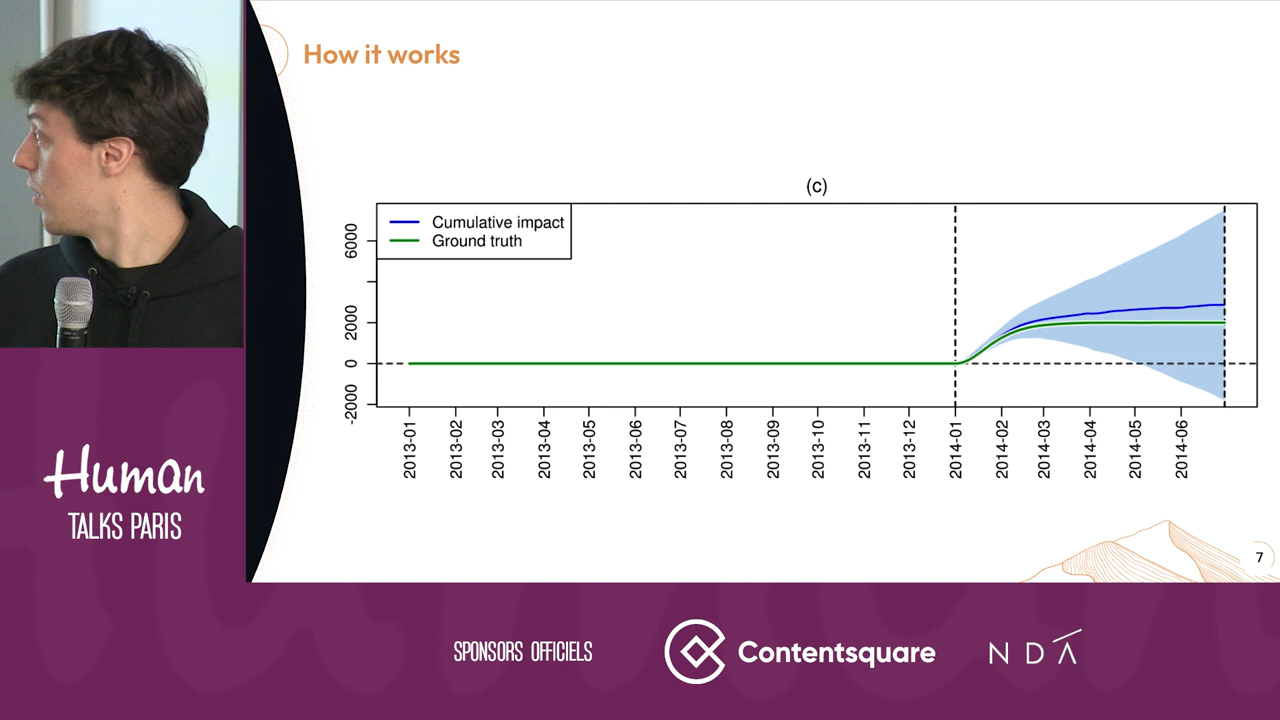 How it works
(c)
Cumulative impact
Ground truth
6000
2000
0
-2000
2013-01
2013-02
2013-03
2013-04
2013-05
2013-06
2013-07
2013-08
2013-09
2013-10
2013-11
2013-12
2014-01
2014-02
2014-03
2014-04
2014-05
2014-06
7
Human
TALKS PARIS
SPONSORS OFFICIELS
Contentsquare
NDA